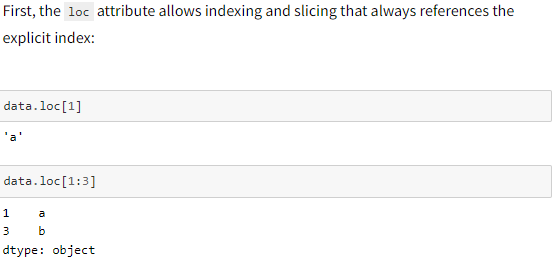 First, the loc attribute allows indexing and slicing that always references the
explicit index:
data.loc[1]
'a'
data.loc[1:3]
1    a
3    b
dtype: object